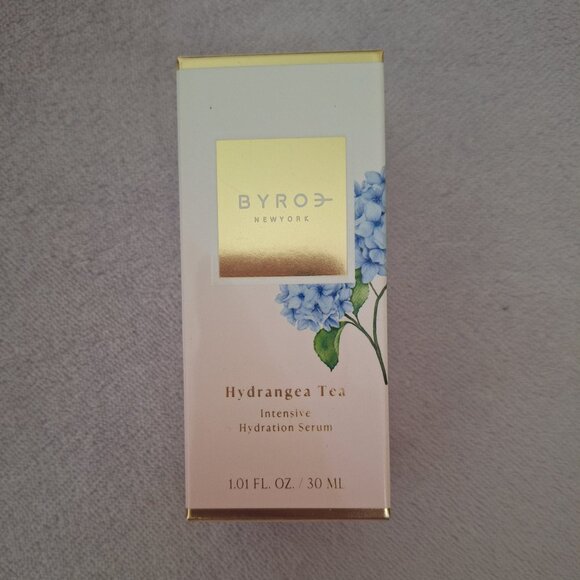 BYROE
NEWYORK
Hydrangea Tea
Intensive
Hydration Serum
1.01 FL. OZ. / 30 ML